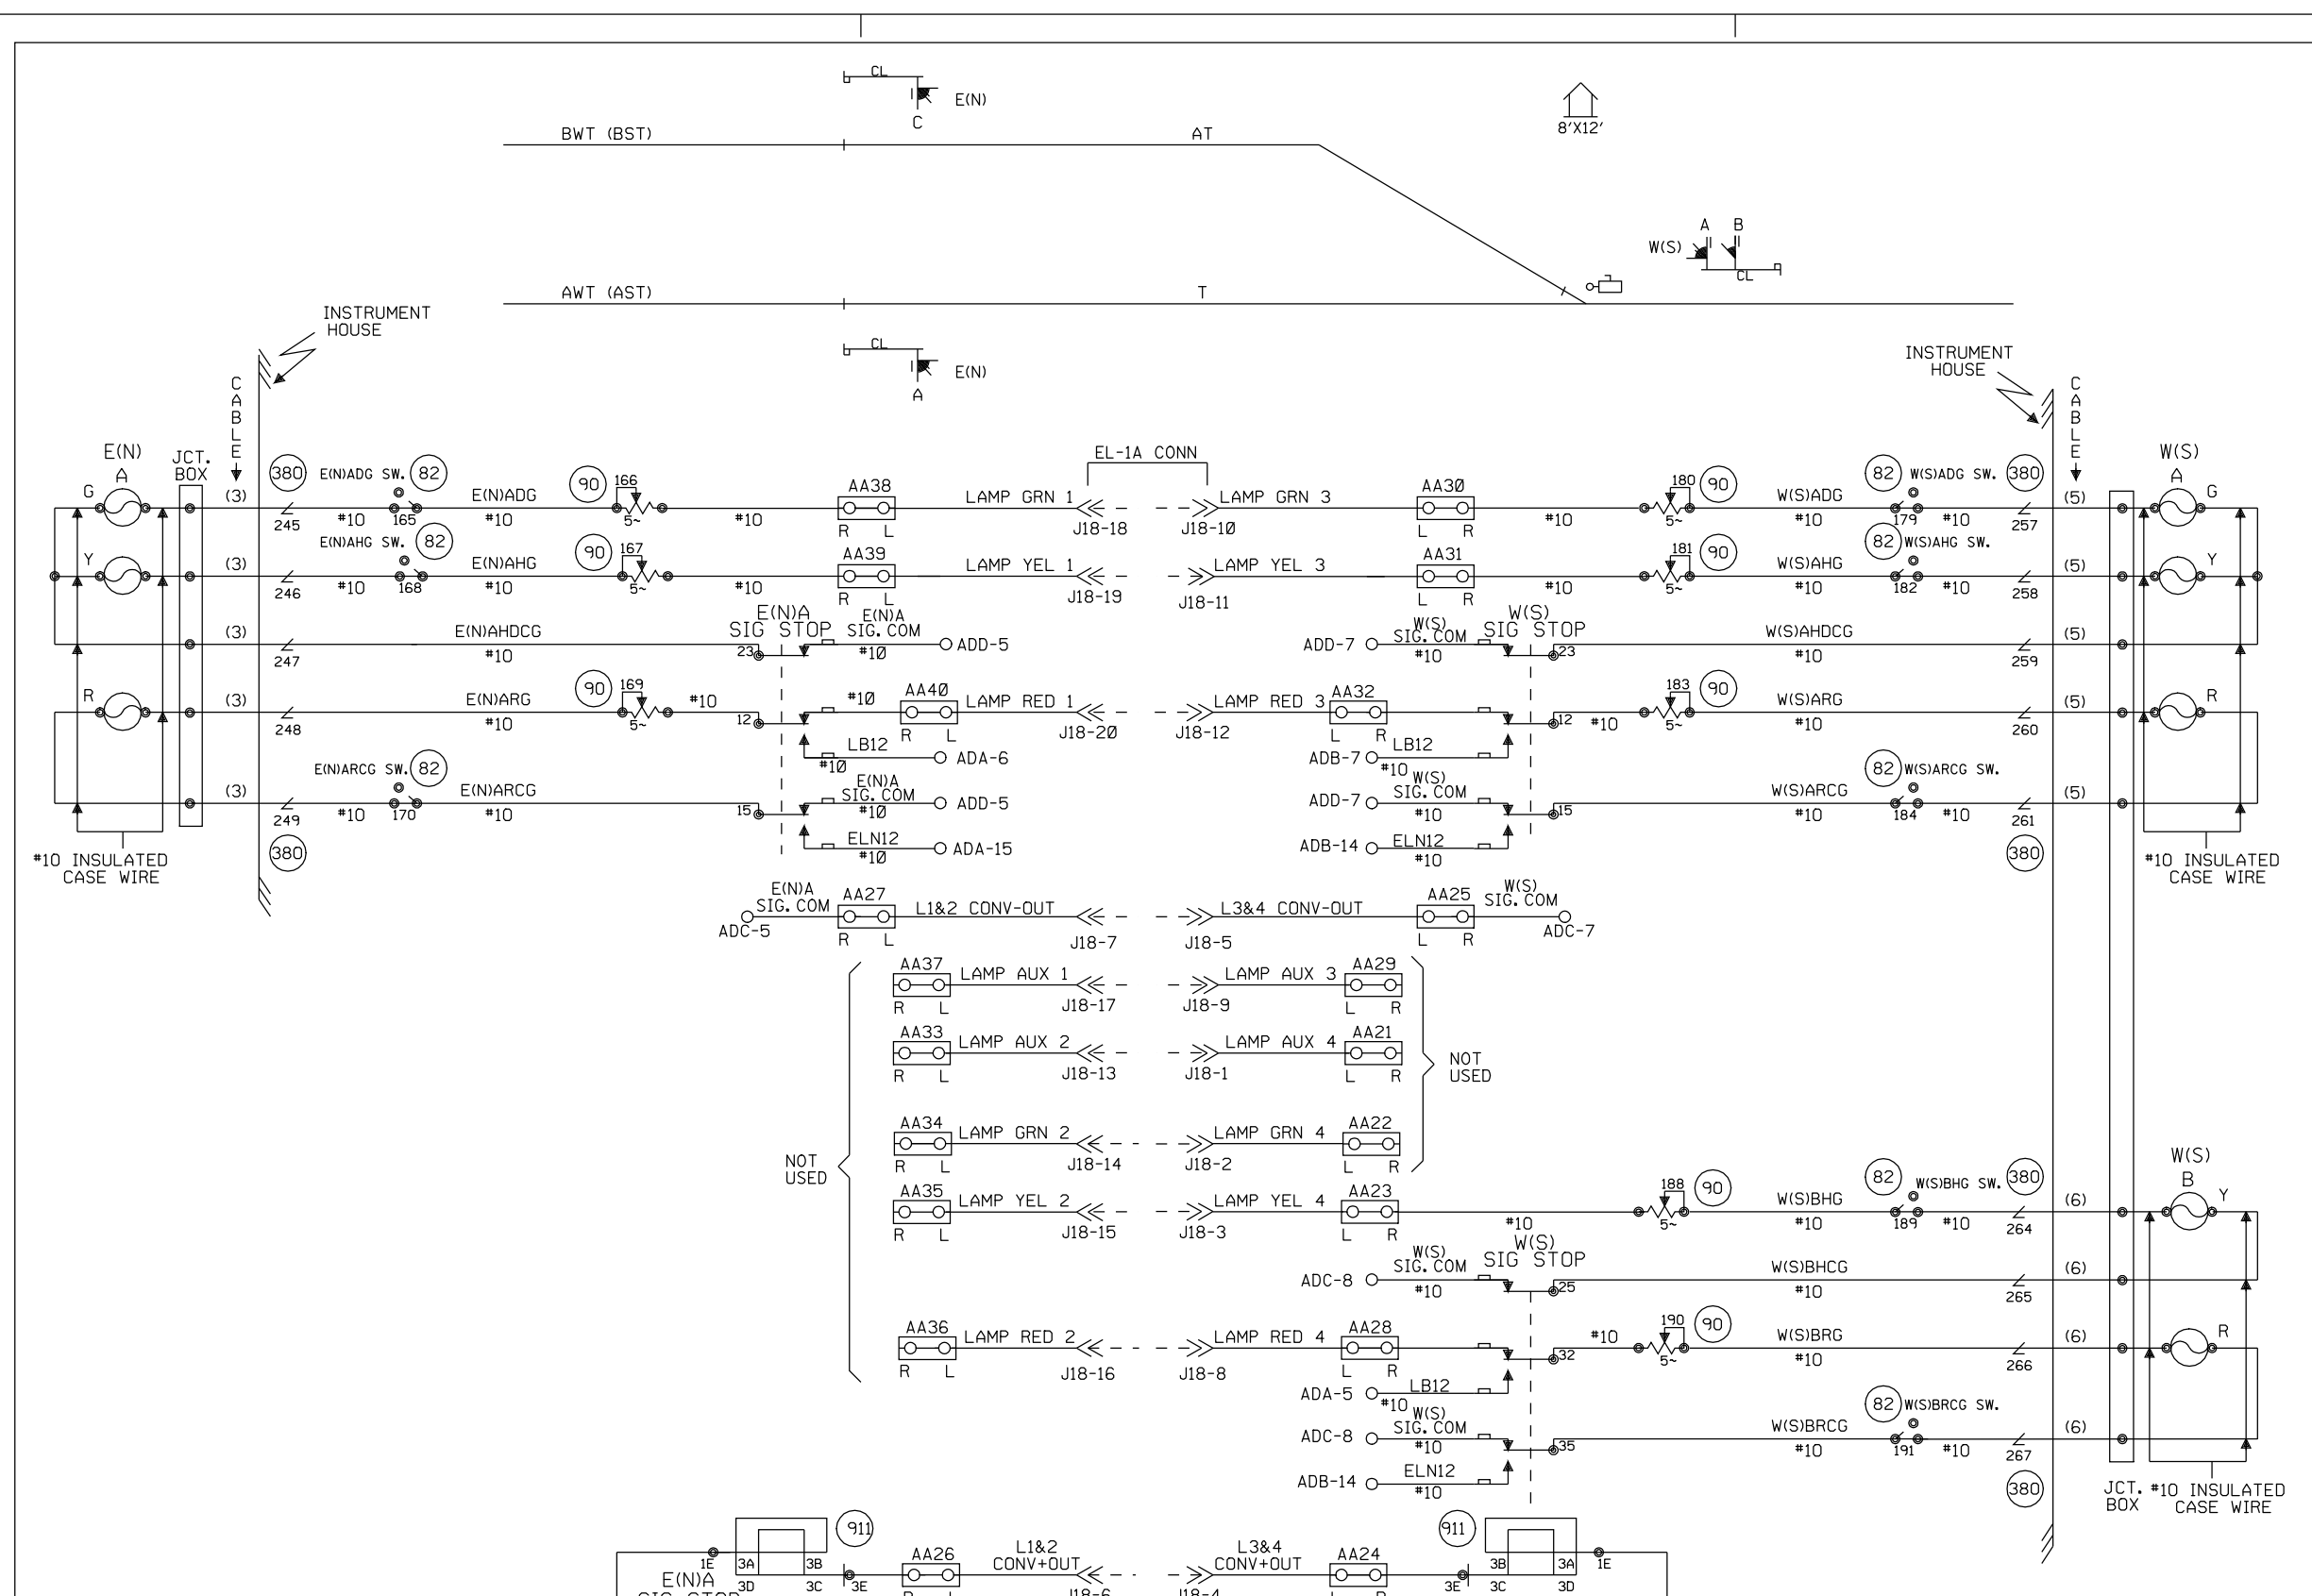 CL
E(N)
C
8'X12'
BWT (BST)
AT
A B
W(S)
CL
AWT (AST)
T
INSTRUMENT
HOUSE
CL
E(N)
A
INSTRUMENT
HOUSE
CABLE
CABLE
E(N)
A
JCT.
BOX
EL-1A CONN
W(S)
A
G (3) 380 245 #10 E(N)ADG SW. 82 165 E(N)ADG #10 90 166 5~ #10 AA38 R L LAMP GRN 1 J18-18
J18-10 LAMP GRN 3 AA30 L R #10 180 5~ 90 W(S)ADG #10 82 179 W(S)ADG SW. #10 380 257 (5) G
Y (3) 246 #10 E(N)AHG SW. 82 168 E(N)AHG #10 90 167 5~ #10 AA39 R L LAMP YEL 1 J18-19
J18-11 LAMP YEL 3 AA31 L R #10 181 5~ 90 W(S)AHG #10 82 182 W(S)AHG SW. #10 258 (5) Y
E(N)A
SIG STOP
W(S)
SIG STOP
(3) 247 E(N)AHDCG #10 23 E(N)A SIG.COM #10 ADD-5
ADD-7 W(S) SIG.COM #10 23 W(S)AHDCG #10 259 (5)
R (3) 248 E(N)ARG #10 90 169 5~ #10 12 #10 AA40 R L LAMP RED 1 J18-20
J18-12 LAMP RED 3 AA32 L R 12 #10 183 5~ 90 W(S)ARG #10 260 (5) R
LB12 #10 ADA-6
ADB-7 LB12 #10
(3) 249 #10 E(N)ARCG SW. 82 170 E(N)ARCG #10 15 E(N)A SIG.COM #10 ADD-5
ADD-7 W(S) SIG.COM #10 15 W(S)ARCG #10 82 184 W(S)ARCG SW. #10 261 (5)
380
ELN12 #10 ADA-15
ADB-14 ELN12 #10
380
#10 INSULATED
CASE WIRE
#10 INSULATED
CASE WIRE
ADC-5 E(N)A SIG.COM AA27 R L L1&2 CONV-OUT J18-7
J18-5 L3&4 CONV-OUT AA25 L R W(S) SIG.COM ADC-7
AA37 R L LAMP AUX 1 J18-17
J18-9 LAMP AUX 3 AA29 L R
AA33 R L LAMP AUX 2 J18-13
J18-1 LAMP AUX 4 AA21 L R
NOT
USED
AA34 R L LAMP GRN 2 J18-14
J18-2 LAMP GRN 4 AA22 L R
NOT
USED
W(S)
B
AA35 R L LAMP YEL 2 J18-15
J18-3 LAMP YEL 4 AA23 L R #10 188 5~ 90 W(S)BHG #10 82 189 W(S)BHG SW. #10 380 264 (6) Y
W(S)
SIG STOP
ADC-8 W(S) SIG.COM #10 25 W(S)BHCG #10 265 (6)
AA36 R L LAMP RED 2 J18-16
J18-8 LAMP RED 4 AA28 L R 32 #10 190 5~ 90 W(S)BRG #10 266 (6) R
ADA-5 LB12 #10
ADC-8 W(S) SIG.COM #10 35 W(S)BRCG #10 82 191 W(S)BRCG SW. #10 267 (6)
ADB-14 ELN12 #10
380
JCT.
BOX
#10 INSULATED
CASE WIRE
1E 3A 3B 911
3D 3C 3E
E(N)A
SIG STOP
AA26 R L L1&2 CONV+OUT J18-6
J18-4 L3&4 CONV+OUT AA24 L R
911 3B 3A 1E
3E 3C 3D